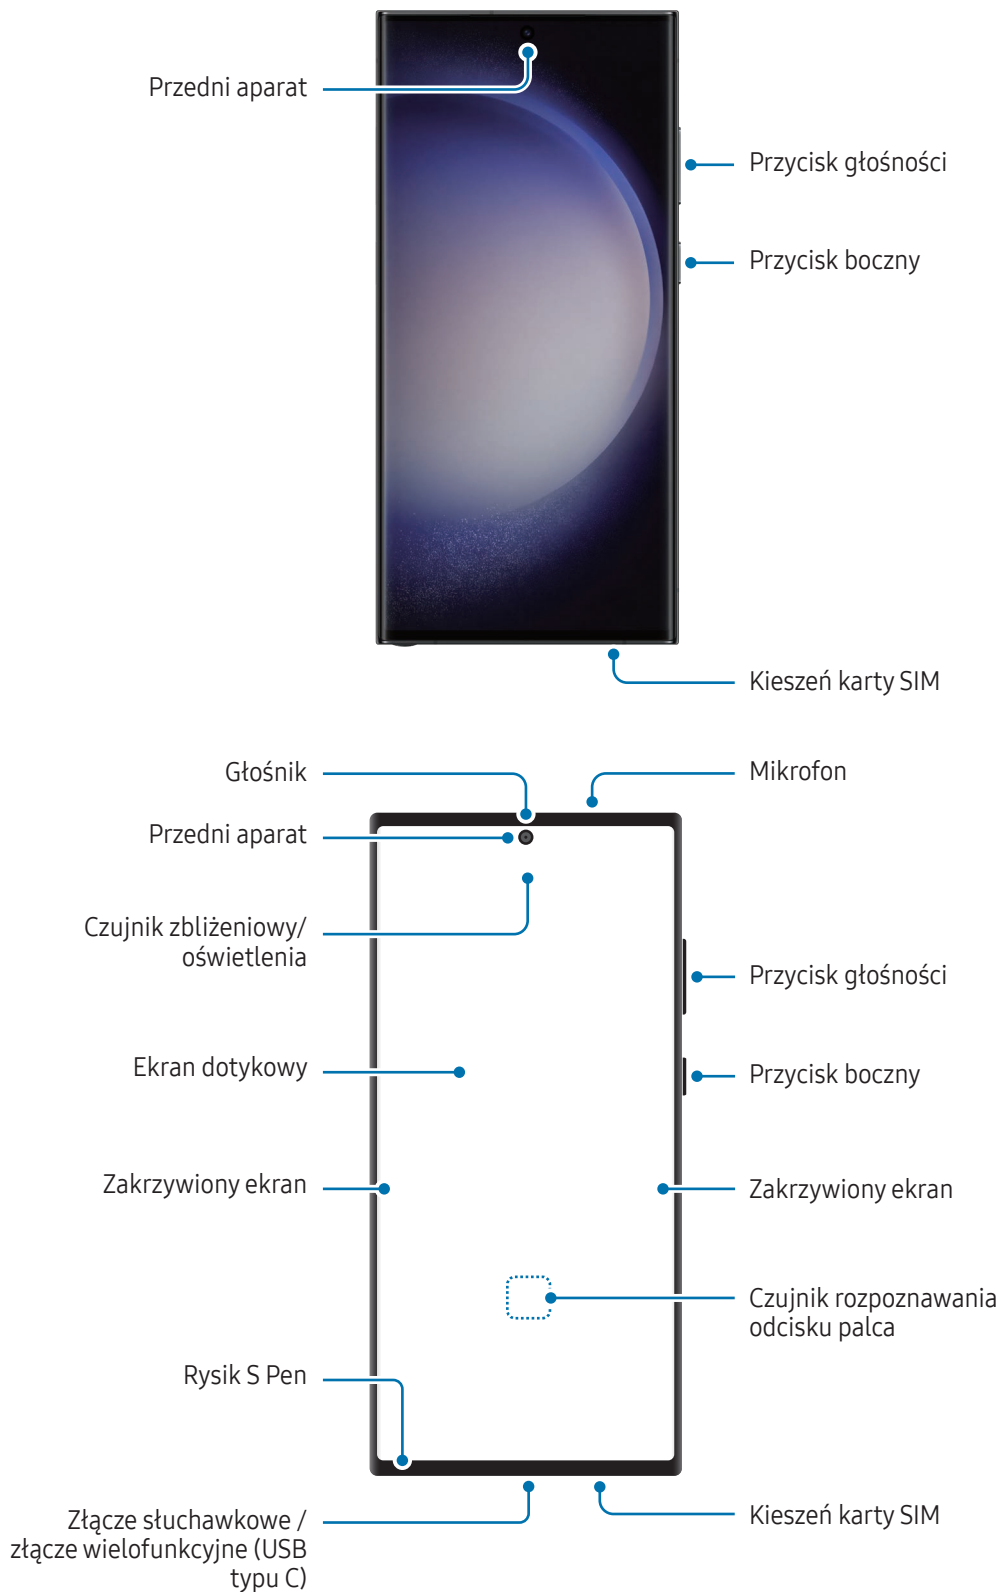 Przedni aparat
Przycisk głośności
Przycisk boczny
Kieszeń karty SIM
Głośnik
Mikrofon
Przedni aparat
Czujnik zbliżeniowy/
oświetlenia
Przycisk głośności
Ekran dotykowy
Przycisk boczny
Zakrzywiony ekran
Zakrzywiony ekran
Czujnik rozpoznawania
odcisku palca
Rysik S Pen
Złącze słuchawkowe /
złącze wielofunkcyjne (USB
typu C)
Kieszeń karty SIM